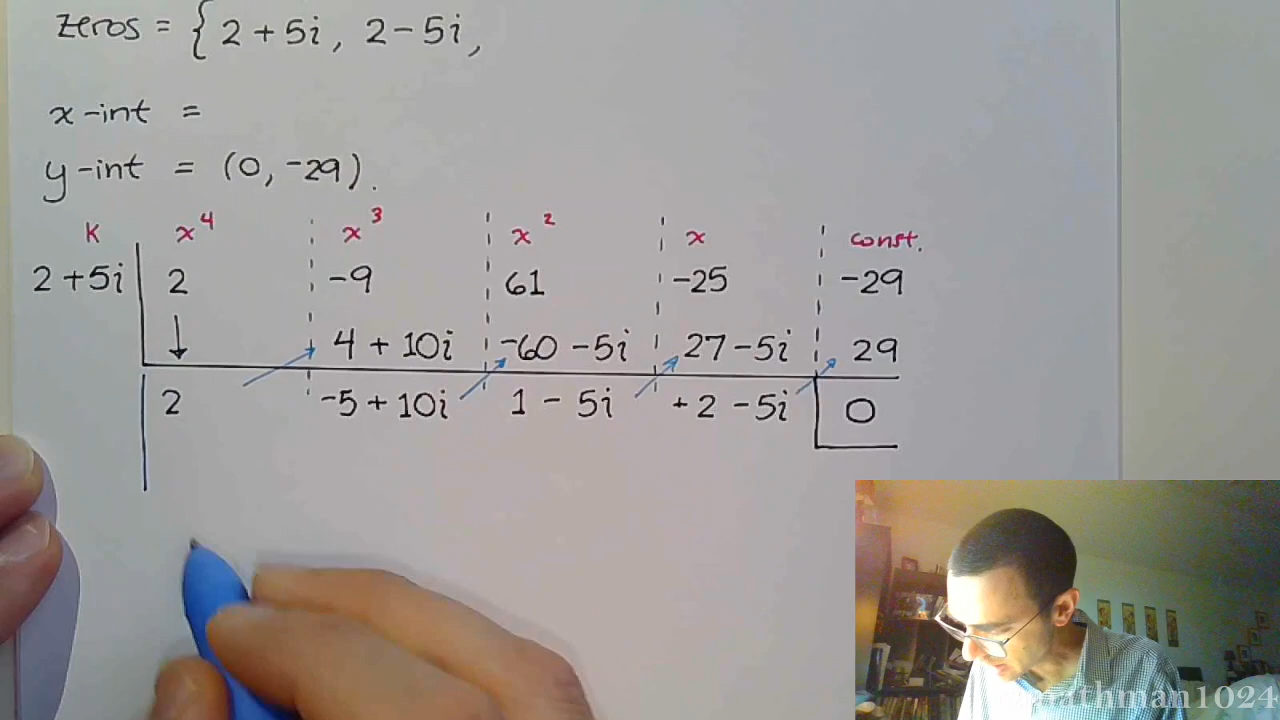 zeros = { 2 + 5i, 2 - 5i,
x-int =
y-int = (0, -29).
K x⁴ x³ x² x const.
2 + 5i 2 -9 61 -25 -29
4 + 10i -60 - 5i 27 - 5i 29
2 -5 + 10i 1 - 5i +2 - 5i 0
mathman1024